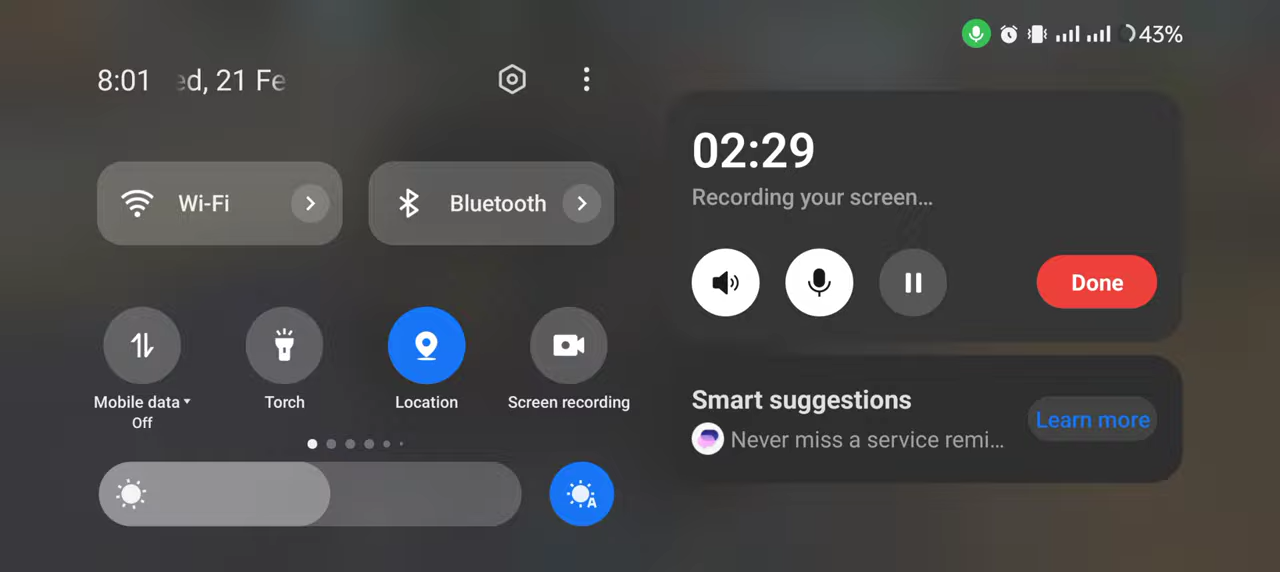 43%
8:01
ed, 21 Fe
Wi-Fi
Bluetooth
Mobile data
Off
Torch
Location
Screen recording
A
02:29
Recording your screen...
Done
Smart suggestions
Never miss a service remi...
Learn more